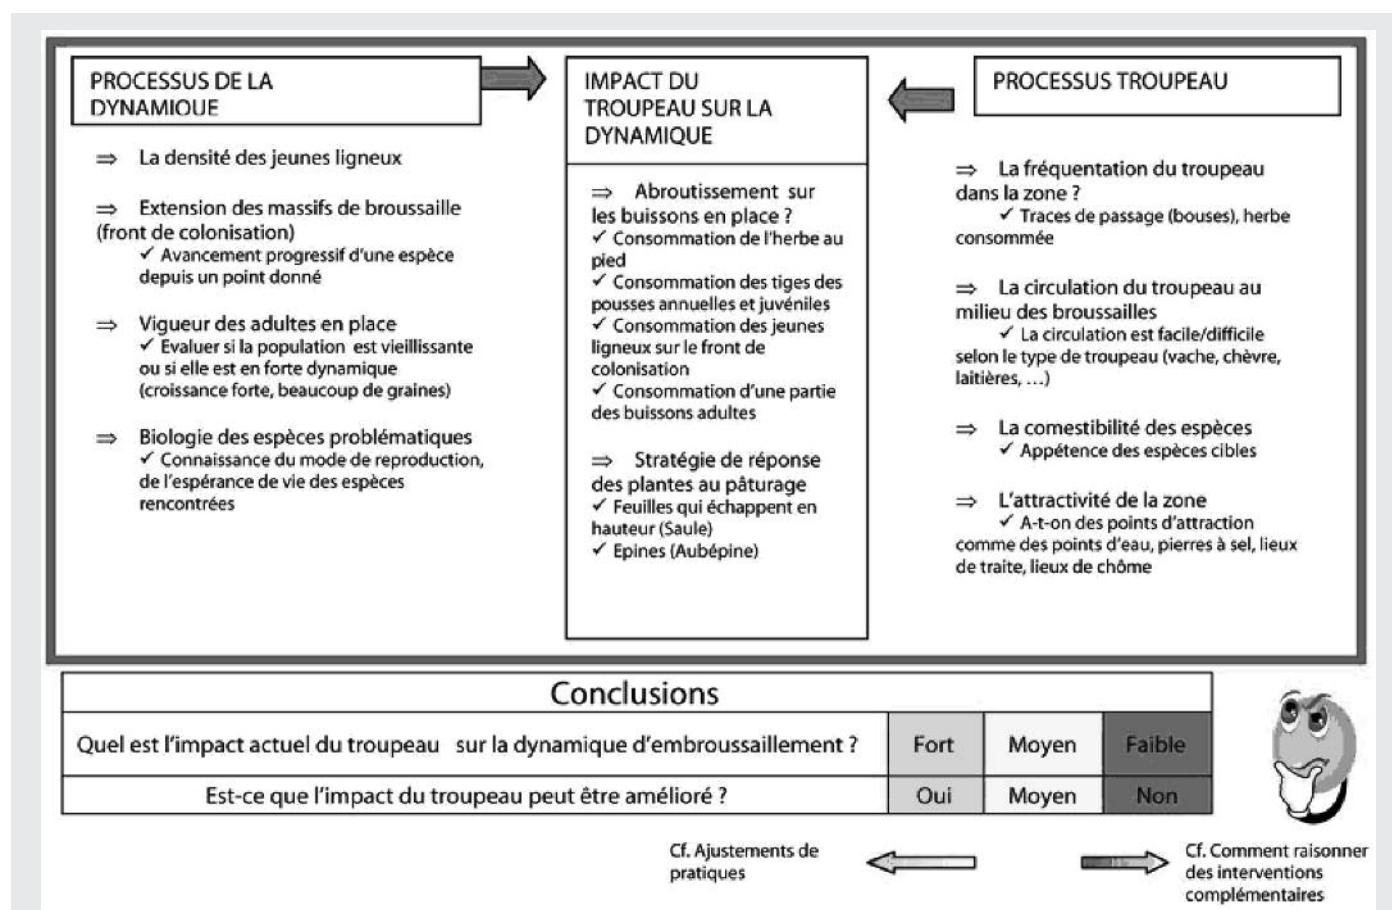 PROCESSUS DE LA
DYNAMIQUE
⇒ La densité des jeunes ligneux
⇒ Extension des massifs de broussaille
(front de colonisation)
✓ Avancement progressif d'une espèce
depuis un point donné
⇒ Vigueur des adultes en place
✓ Evaluer si la population est vieillissante
ou si elle est en forte dynamique
(croissance forte, beaucoup de graines)
⇒ Biologie des espèces problématiques
✓ Connaissance du mode de reproduction,
de l'espérance de vie des espèces
rencontrées
IMPACT DU
TROUPEAU SUR LA
DYNAMIQUE
⇒ Abroutissement sur
les buissons en place ?
✓ Consommation de l'herbe au
pied
✓ Consommation des tiges des
pousses annuelles et juvéniles
✓ Consommation des jeunes
ligneux sur le front de
colonisation
✓ Consommation d'une partie
des buissons adultes
⇒ Stratégie de réponse
des plantes au pâturage
✓ Feuilles qui échappent en
hauteur (Saule)
✓ Epines (Aubépine)
PROCESSUS TROUPEAU
⇒ La fréquentation du troupeau
dans la zone ?
✓ Traces de passage (bouses), herbe
consommée
⇒ La circulation du troupeau au
milieu des broussailles
✓ La circulation est facile/difficile
selon le type de troupeau (vache, chèvre,
laitières, ...)
⇒ La comestibilité des espèces
✓ Appétence des espèces cibles
⇒ L'attractivité de la zone
✓ A-t-on des points d'attraction
comme des points d'eau, pierres à sel, lieux
de traite, lieux de chôme
Conclusions
Quel est l'impact actuel du troupeau sur la dynamique d'embroussaillement ? Fort Moyen Faible
Est-ce que l'impact du troupeau peut être amélioré ? Oui Moyen Non
Cf. Ajustements de
pratiques
Cf. Comment raisonner
des interventions
complémentaires